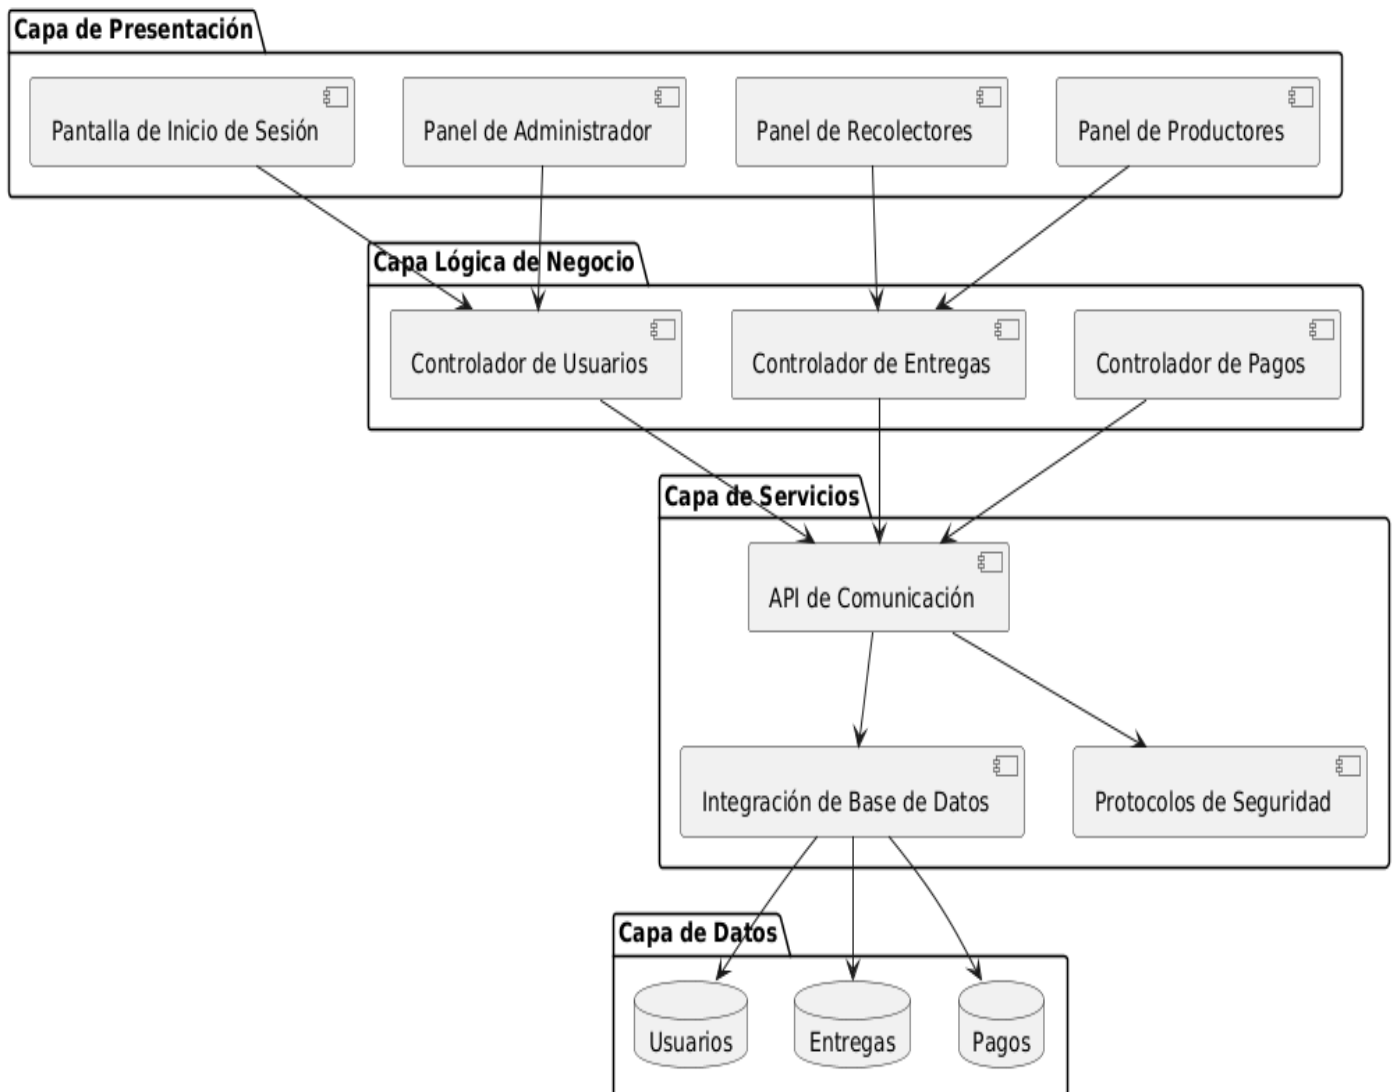 Capa de Presentación
Pantalla de Inicio de Sesión
Panel de Administrador
Panel de Recolectores
Panel de Productores
Capa Lógica de Negocio
Controlador de Usuarios
Controlador de Entregas
Controlador de Pagos
Capa de Servicios
API de Comunicación
Integración de Base de Datos
Protocolos de Seguridad
Capa de Datos
Usuarios
Entregas
Pagos